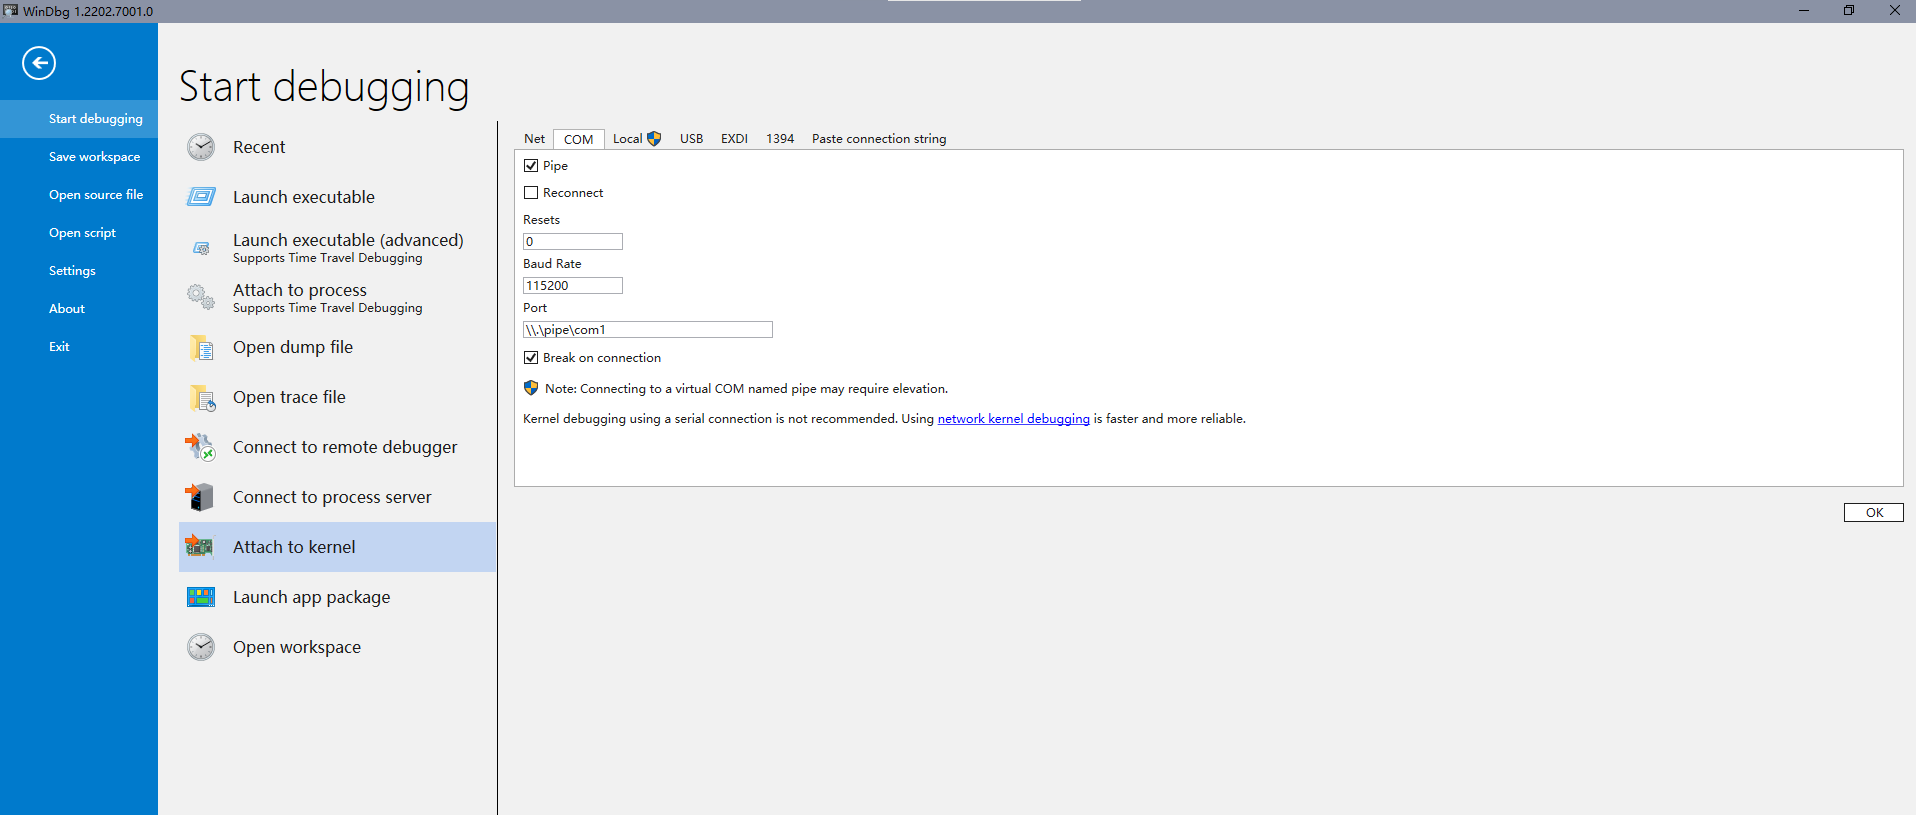 WinDbg 1.2202.7001.0
Start debugging
Save workspace
Open source file
Open script
Settings
About
Exit
Start debugging
Recent
Launch executable
Launch executable (advanced)
Supports Time Travel Debugging
Attach to process
Supports Time Travel Debugging
Open dump file
Open trace file
Connect to remote debugger
Connect to process server
Attach to kernel
Launch app package
Open workspace
Net COM Local USB EXDI 1394 Paste connection string
Pipe
Reconnect
Resets
0
Baud Rate
115200
Port
\\.\pipe\com1
Break on connection
Note: Connecting to a virtual COM named pipe may require elevation.
Kernel debugging using a serial connection is not recommended. Using network kernel debugging is faster and more reliable.
OK